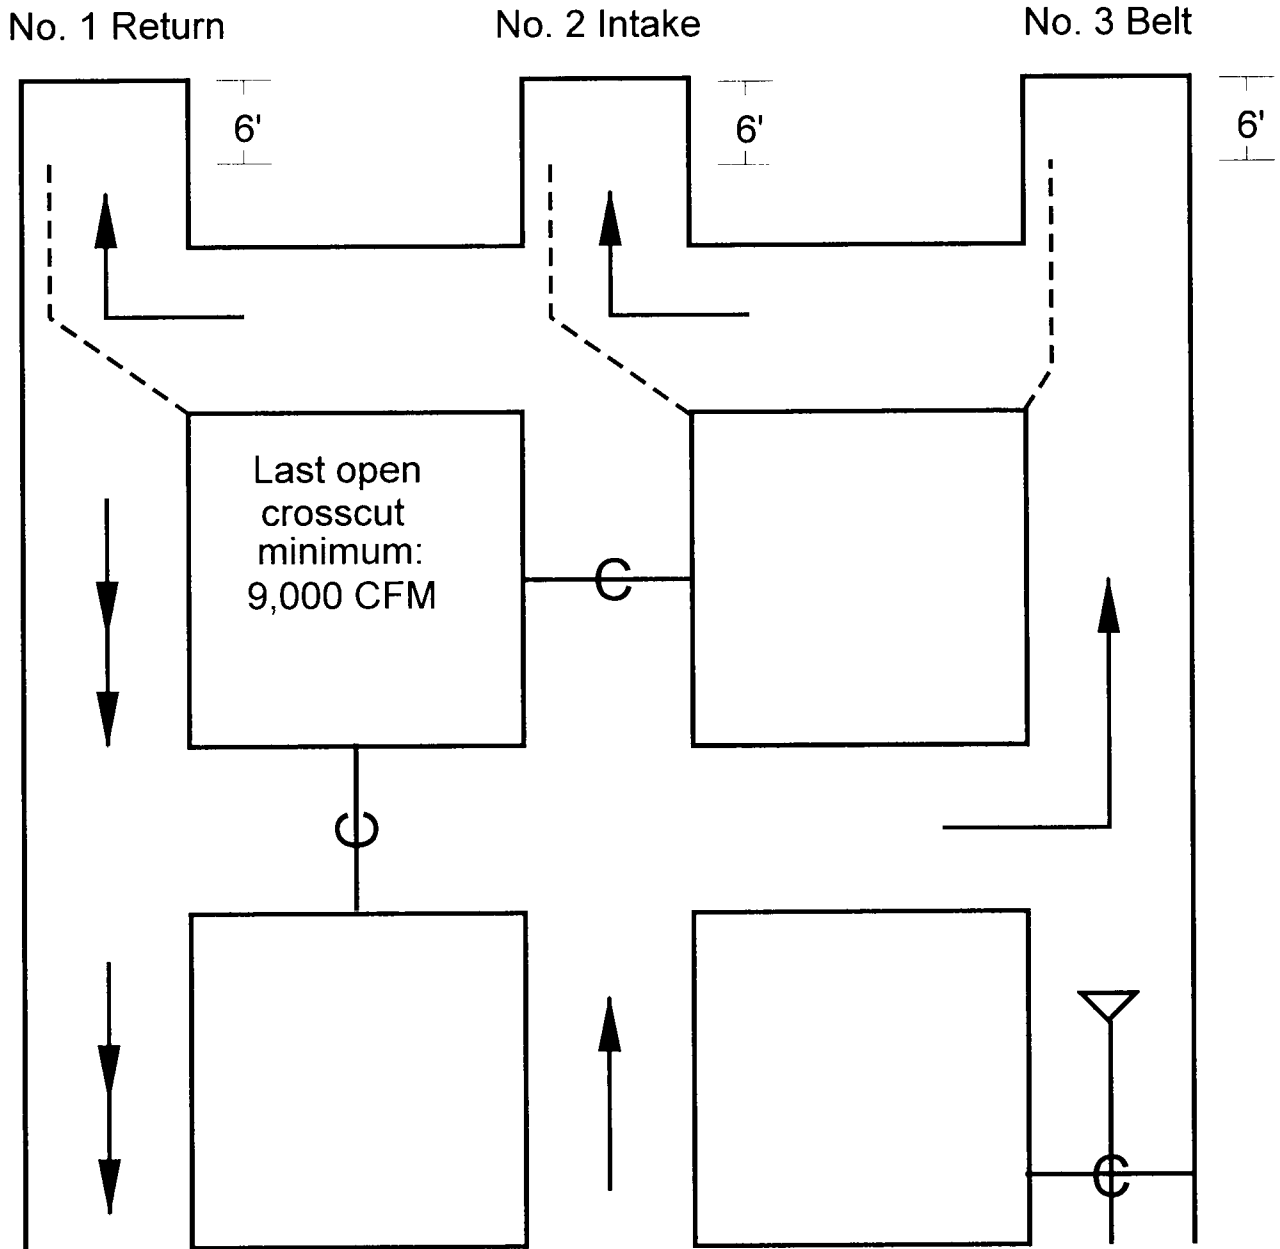 No. 1 Return
No. 2 Intake
No. 3 Belt
6'
6'
6'
Last open
crosscut
minimum:
9,000 CFM
C
C
C